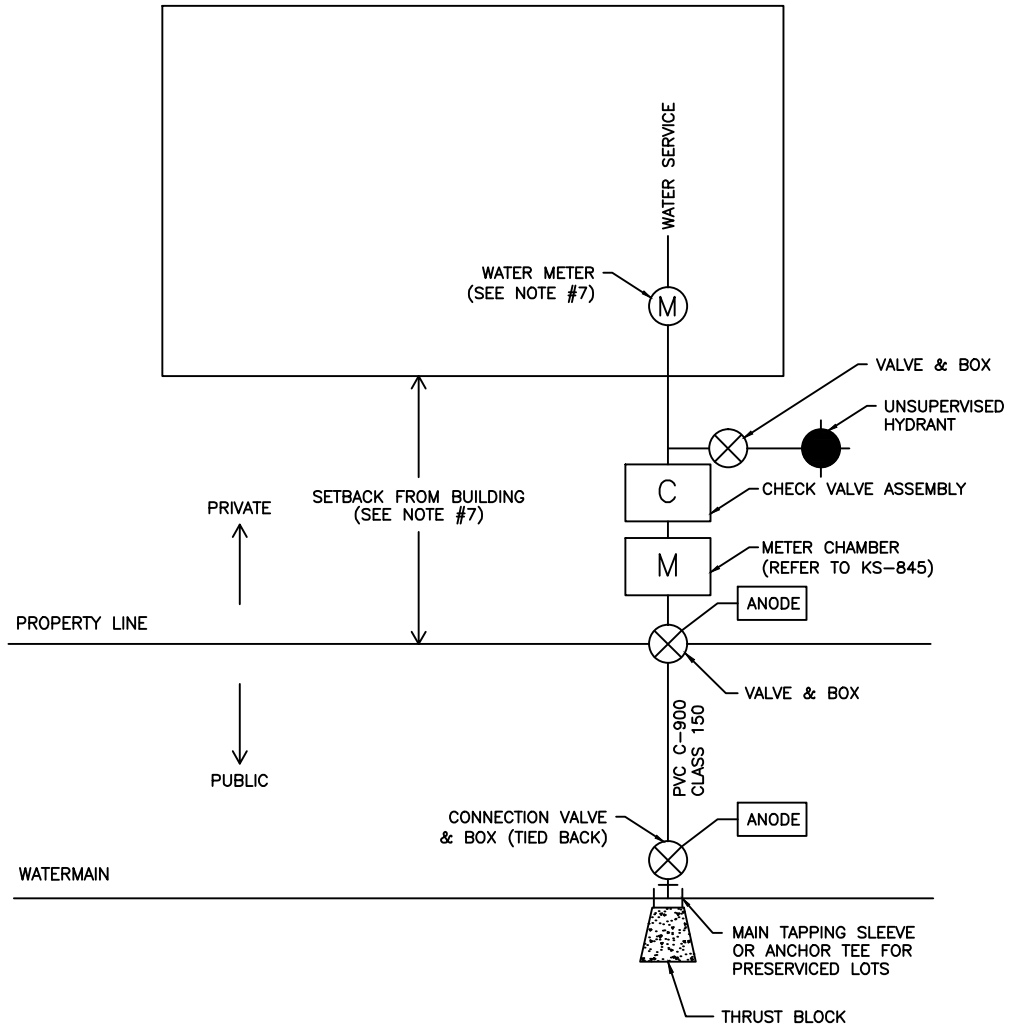 WATER SERVICE
WATER METER
(SEE NOTE #7)
M
VALVE & BOX
UNSUPERVISED
HYDRANT
C
CHECK VALVE ASSEMBLY
SETBACK FROM BUILDING
(SEE NOTE #7)
PRIVATE
M
METER CHAMBER
(REFER TO KS-845)
ANODE
PROPERTY LINE
VALVE & BOX
PVC C-900
CLASS 150
PUBLIC
CONNECTION VALVE
& BOX (TIED BACK)
ANODE
WATERMAIN
MAIN TAPPING SLEEVE
OR ANCHOR TEE FOR
PRESERVICED LOTS
THRUST BLOCK